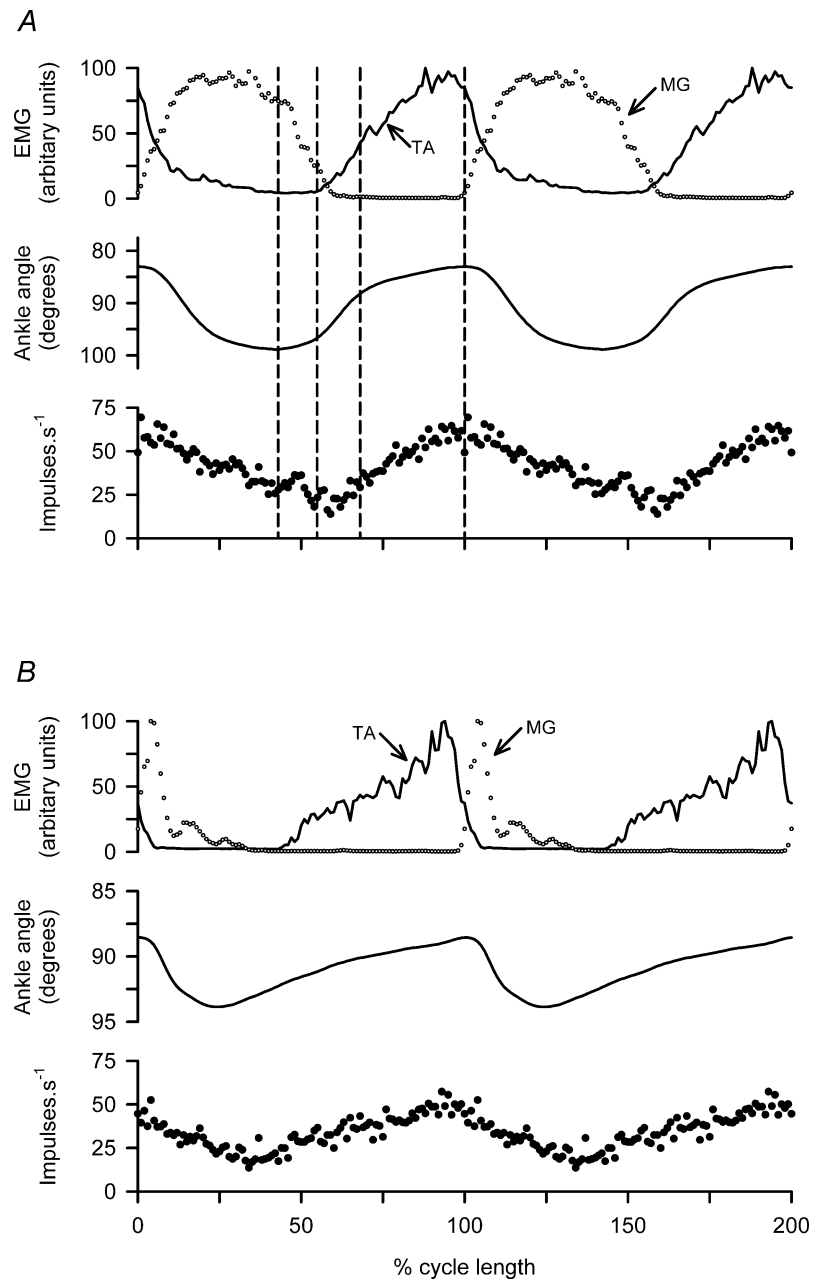 A
EMG
(arbitary units)
100
50
0
MG
TA
Ankle angle
(degrees)
80
90
100
Impulses.s-1
75
50
25
0
B
EMG
(arbitary units)
100
50
0
TA
MG
Ankle angle
(degrees)
85
90
95
Impulses.s-1
75
50
25
0
0 50 100 150 200
% cycle length